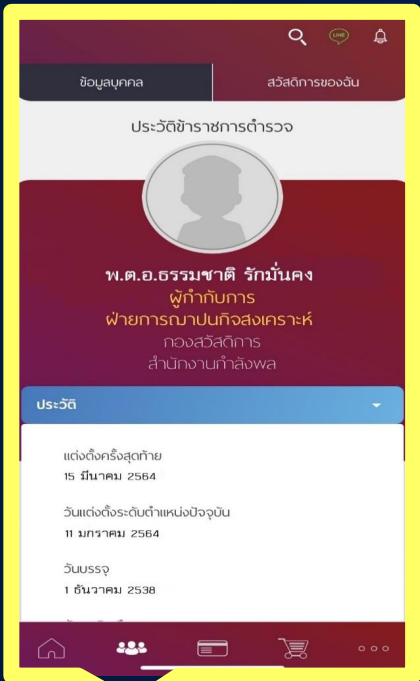 LINE
ข้อมูลบุคคล
สวัสดิการของฉัน
ประวัติข้าราชการตำรวจ
พ.ต.อ.ธรรมชาติ รักมั่นคง
ผู้กำกับการ
ฝ่ายการฌาปนกิจสงเคราะห์
กองสวัสดิการ
สำนักงานกำลังพล
ประวัติ
แต่งตั้งครั้งสุดท้าย
15 มีนาคม 2564
วันแต่งตั้งระดับตำแหน่งปัจจุบัน
11 มกราคม 2564
วันบรรจุ
1 ธันวาคม 2538